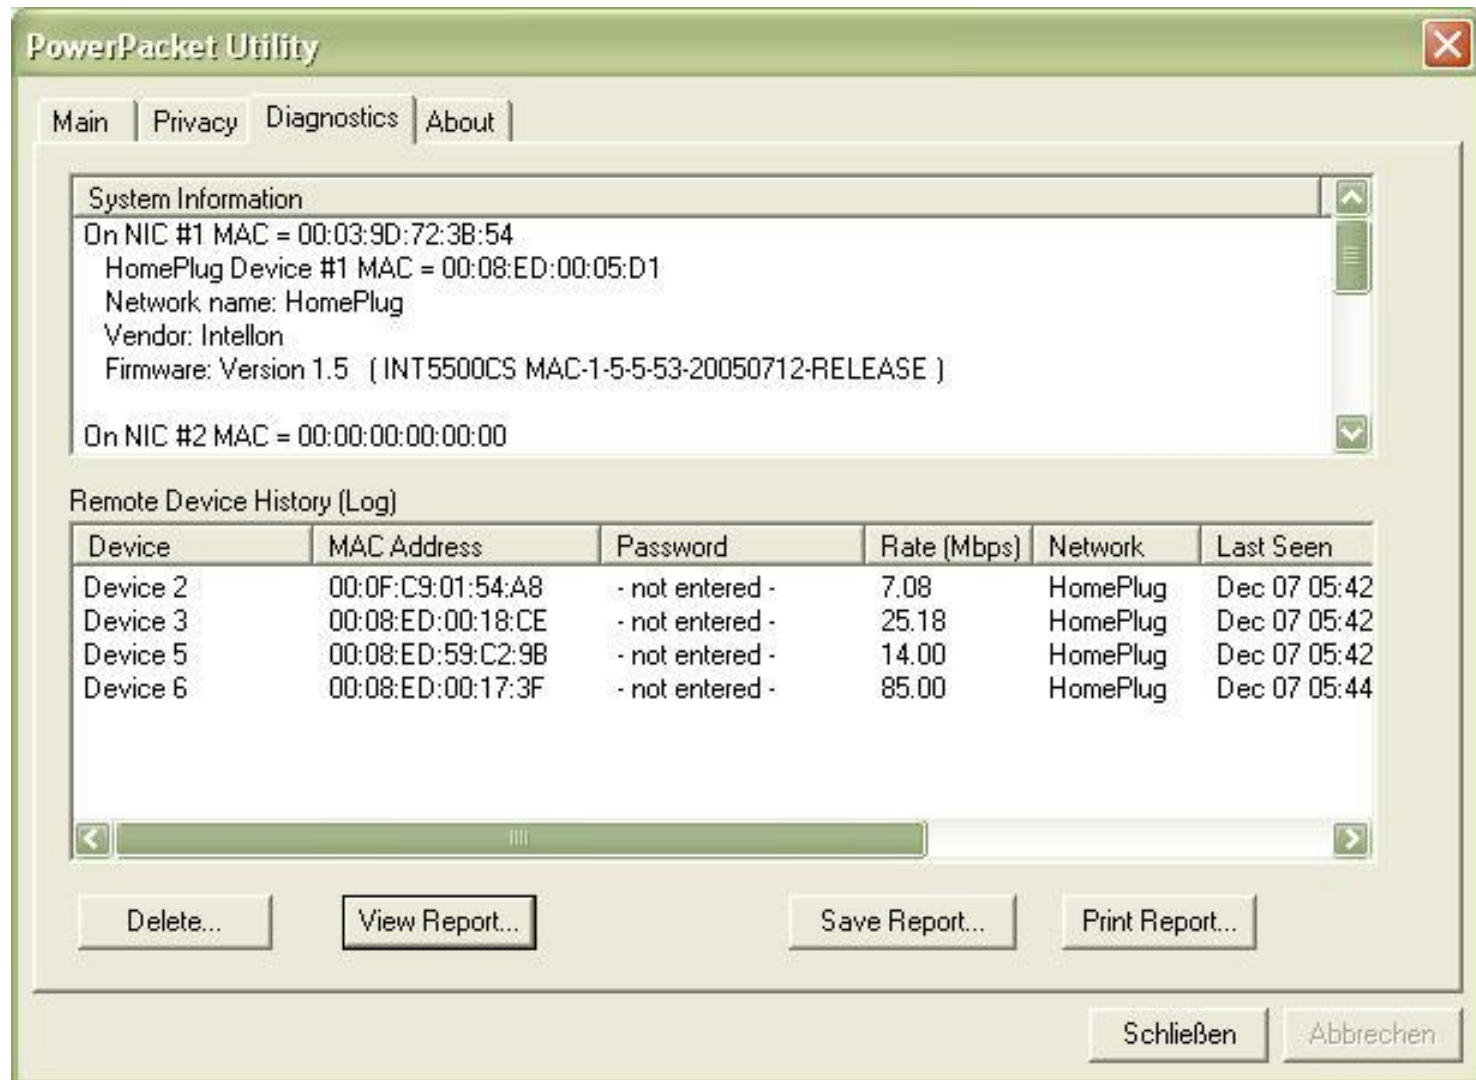 PowerPacket Utility
Main Privacy Diagnostics About
System Information
On NIC #1 MAC = 00:03:9D:72:3B:54
HomePlug Device #1 MAC = 00:08:ED:00:05:D1
Network name: HomePlug
Vendor: Intellon
Firmware: Version 1.5 ( INT5500CS MAC-1-5-5-53-20050712-RELEASE )
On NIC #2 MAC = 00:00:00:00:00:00
Remote Device History (Log)
Device MAC Address Password Rate (Mbps) Network Last Seen
Device 2 00:0F:C9:01:54:A8 - not entered - 7.08 HomePlug Dec 07 05:42
Device 3 00:08:ED:00:18:CE - not entered - 25.18 HomePlug Dec 07 05:42
Device 5 00:08:ED:59:C2:9B - not entered - 14.00 HomePlug Dec 07 05:42
Device 6 00:08:ED:00:17:3F - not entered - 85.00 HomePlug Dec 07 05:44
Delete... View Report... Save Report... Print Report...
Schließen Abbrechen